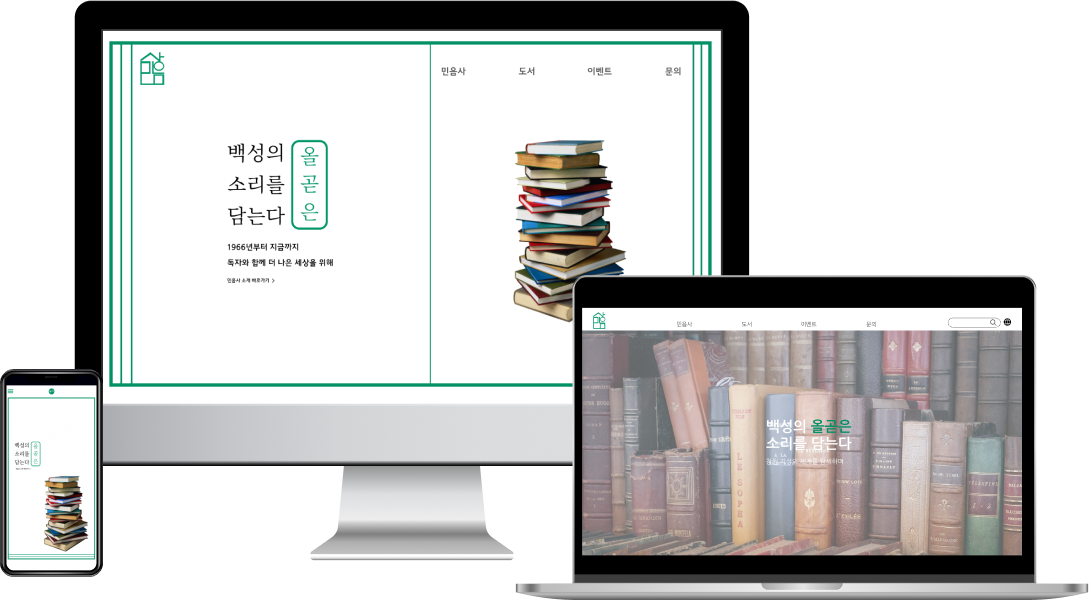 민음사 도서 이벤트 문의
백성의
소리를
담는다
올
곧
은
1966년부터 지금까지
독자와 함께 더 나은 세상을 위해
민음사 소개 바로가기 >
민음사 도서 이벤트 문의
백성의 올곧은
소리를 담는다
백성의
소리를
담는다
올
곧
은